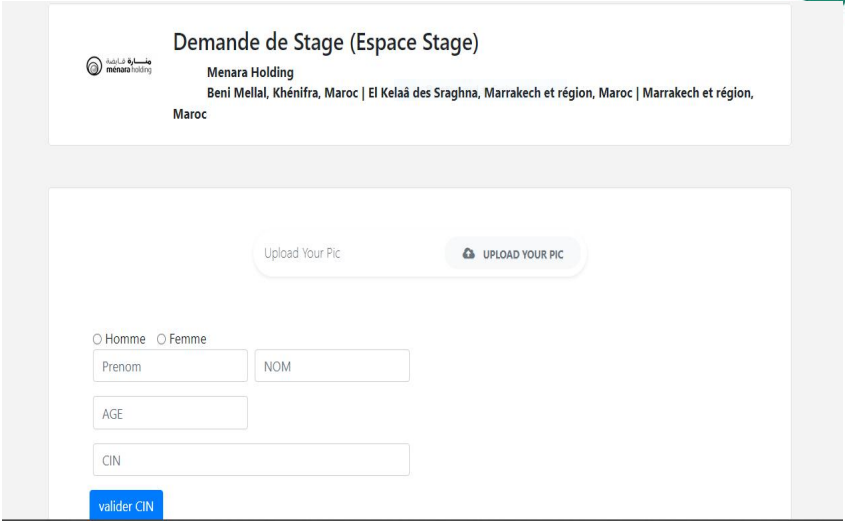 Demande de Stage (Espace Stage)
منارة قابضة
ménara holding
Menara Holding
Beni Mellal, Khénifra, Maroc | El Kelaâ des Sraghna, Marrakech et région, Maroc | Marrakech et région,
Maroc
Upload Your Pic
UPLOAD YOUR PIC
Homme Femme
Prenom NOM
AGE
CIN
valider CIN